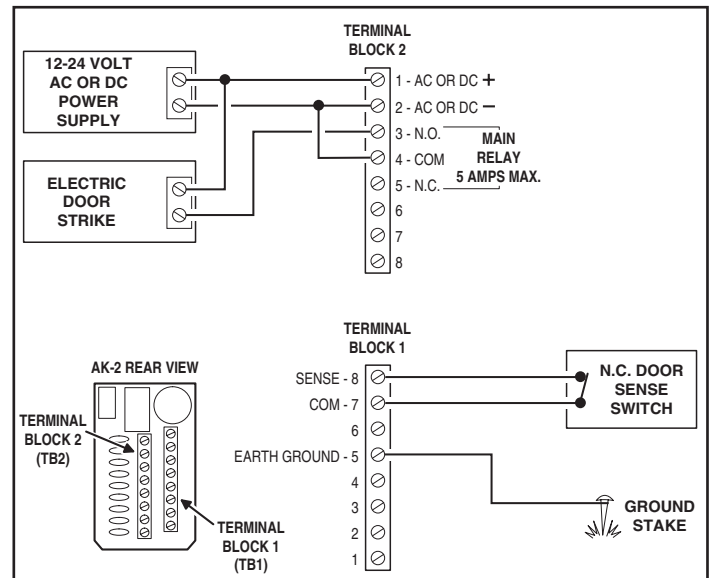 TERMINAL
BLOCK 2
12-24 VOLT
AC OR DC
POWER
SUPPLY
1 - AC OR DC +
2 - AC OR DC –
3 - N.O.
4 - COM
5 - N.C.
6
7
8
MAIN
RELAY
5 AMPS MAX.
ELECTRIC
DOOR
STRIKE
TERMINAL
BLOCK 1
SENSE - 8
COM - 7
6
EARTH GROUND - 5
4
3
2
1
N.C. DOOR
SENSE
SWITCH
GROUND
STAKE
AK-2 REAR VIEW
TERMINAL
BLOCK 2
(TB2)
TERMINAL
BLOCK 1
(TB1)